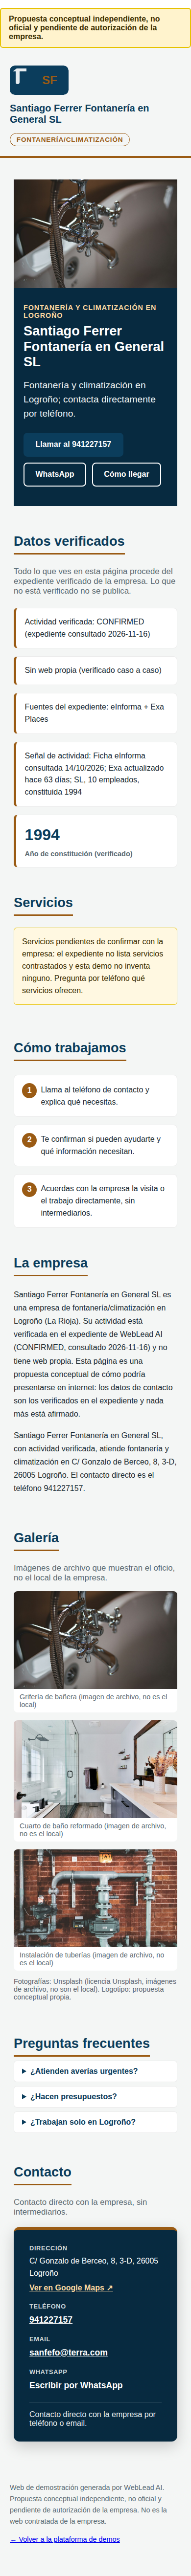 Propuesta conceptual independiente, no
oficial y pendiente de autorización de la
empresa.
SF
Santiago Ferrer Fontanería en
General SL
FONTANERÍA/CLIMATIZACIÓN
FONTANERÍA Y CLIMATIZACIÓN EN
LOGROÑO
Santiago Ferrer
Fontanería en General
SL
Fontanería y climatización en
Logroño; contacta directamente
por teléfono.
Llamar al 941227157
WhatsApp
Cómo llegar
Datos verificados
Todo lo que ves en esta página procede del
expediente verificado de la empresa. Lo que
no está verificado no se publica.
Actividad verificada: CONFIRMED
(expediente consultado 2026-11-16)
Sin web propia (verificado caso a caso)
Fuentes del expediente: eInforma + Exa
Places
Señal de actividad: Ficha eInforma
consultada 14/10/2026; Exa actualizado
hace 63 días; SL, 10 empleados,
constituida 1994
1994
Año de constitución (verificado)
Servicios
Servicios pendientes de confirmar con la
empresa: el expediente no lista servicios
contrastados y esta demo no inventa
ninguno. Pregunta por teléfono qué
servicios ofrecen.
Cómo trabajamos
1 Llama al teléfono de contacto y
explica qué necesitas.
2 Te confirman si pueden ayudarte y
qué información necesitan.
3 Acuerdas con la empresa la visita o
el trabajo directamente, sin
intermediarios.
La empresa
Santiago Ferrer Fontanería en General SL es
una empresa de fontanería/climatización en
Logroño (La Rioja). Su actividad está
verificada en el expediente de WebLead AI
(CONFIRMED, consultado 2026-11-16) y no
tiene web propia. Esta página es una
propuesta conceptual de cómo podría
presentarse en internet: los datos de contacto
son los verificados en el expediente y nada
más está afirmado.
Santiago Ferrer Fontanería en General SL,
con actividad verificada, atiende fontanería y
climatización en C/ Gonzalo de Berceo, 8, 3-D,
26005 Logroño. El contacto directo es el
teléfono 941227157.
Galería
Imágenes de archivo que muestran el oficio,
no el local de la empresa.
Grifería de bañera (imagen de archivo, no es el
local)
Cuarto de baño reformado (imagen de archivo,
no es el local)
Instalación de tuberías (imagen de archivo, no
es el local)
Fotografías: Unsplash (licencia Unsplash, imágenes
de archivo, no son el local). Logotipo: propuesta
conceptual propia.
Preguntas frecuentes
¿Atienden averías urgentes?
¿Hacen presupuestos?
¿Trabajan solo en Logroño?
Contacto
Contacto directo con la empresa, sin
intermediarios.
DIRECCIÓN
C/ Gonzalo de Berceo, 8, 3-D, 26005
Logroño
Ver en Google Maps ↗
TELÉFONO
941227157
EMAIL
sanfefo@terra.com
WHATSAPP
Escribir por WhatsApp
Contacto directo con la empresa por
teléfono o email.
Web de demostración generada por WebLead AI.
Propuesta conceptual independiente, no oficial y
pendiente de autorización de la empresa. No es la
web contratada de la empresa.
← Volver a la plataforma de demos